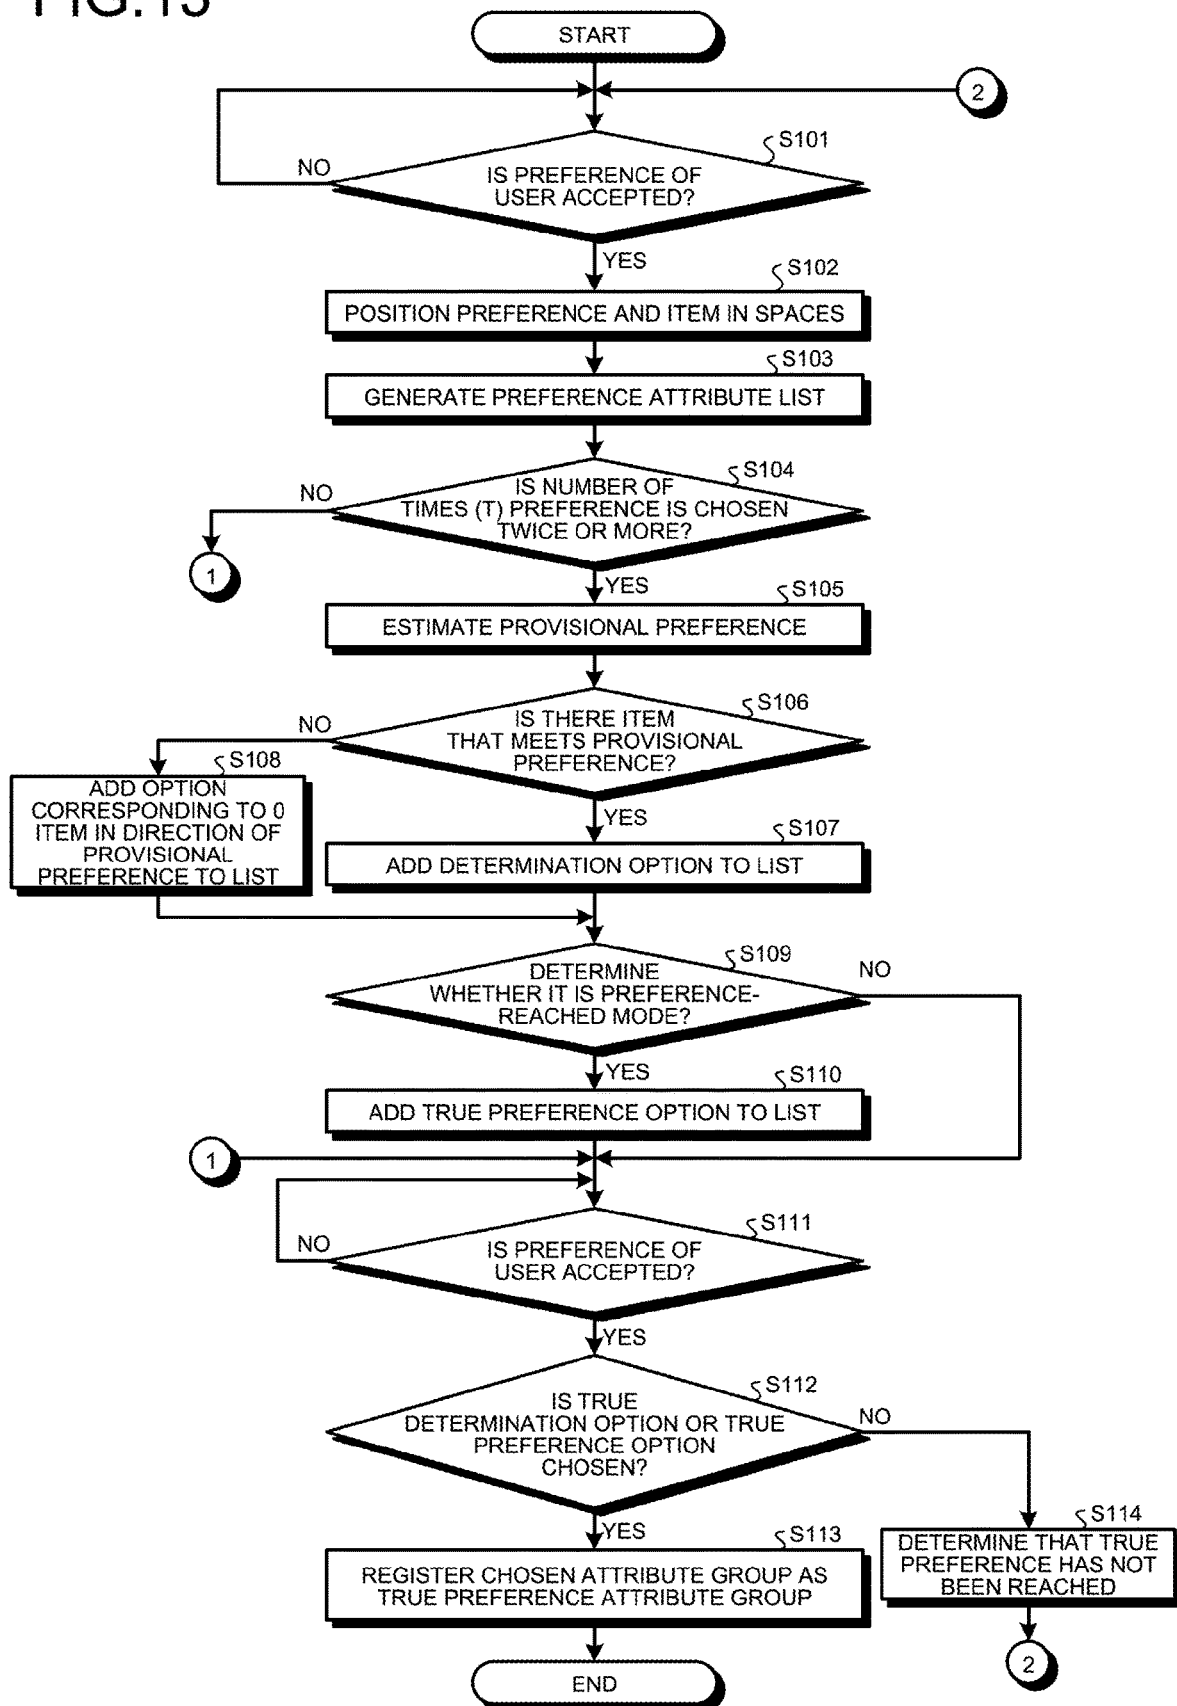 FIG.13
START
2
S101
NO
IS PREFERENCE OF
USER ACCEPTED?
YES
S102
POSITION PREFERENCE AND ITEM IN SPACES
S103
GENERATE PREFERENCE ATTRIBUTE LIST
S104
NO
IS NUMBER OF
TIMES (T) PREFERENCE IS CHOSEN
TWICE OR MORE?
1
YES
S105
ESTIMATE PROVISIONAL PREFERENCE
S106
NO
IS THERE ITEM
THAT MEETS PROVISIONAL
PREFERENCE?
S108
ADD OPTION
CORRESPONDING TO 0
ITEM IN DIRECTION OF
PROVISIONAL
PREFERENCE TO LIST
YES
S107
ADD DETERMINATION OPTION TO LIST
S109
NO
DETERMINE
WHETHER IT IS PREFERENCE-
REACHED MODE?
YES
S110
ADD TRUE PREFERENCE OPTION TO LIST
1
S111
NO
IS PREFERENCE OF
USER ACCEPTED?
YES
S112
NO
IS TRUE
DETERMINATION OPTION OR TRUE
PREFERENCE OPTION
CHOSEN?
YES
S113
REGISTER CHOSEN ATTRIBUTE GROUP AS
TRUE PREFERENCE ATTRIBUTE GROUP
S114
DETERMINE THAT TRUE
PREFERENCE HAS NOT
BEEN REACHED
END
2